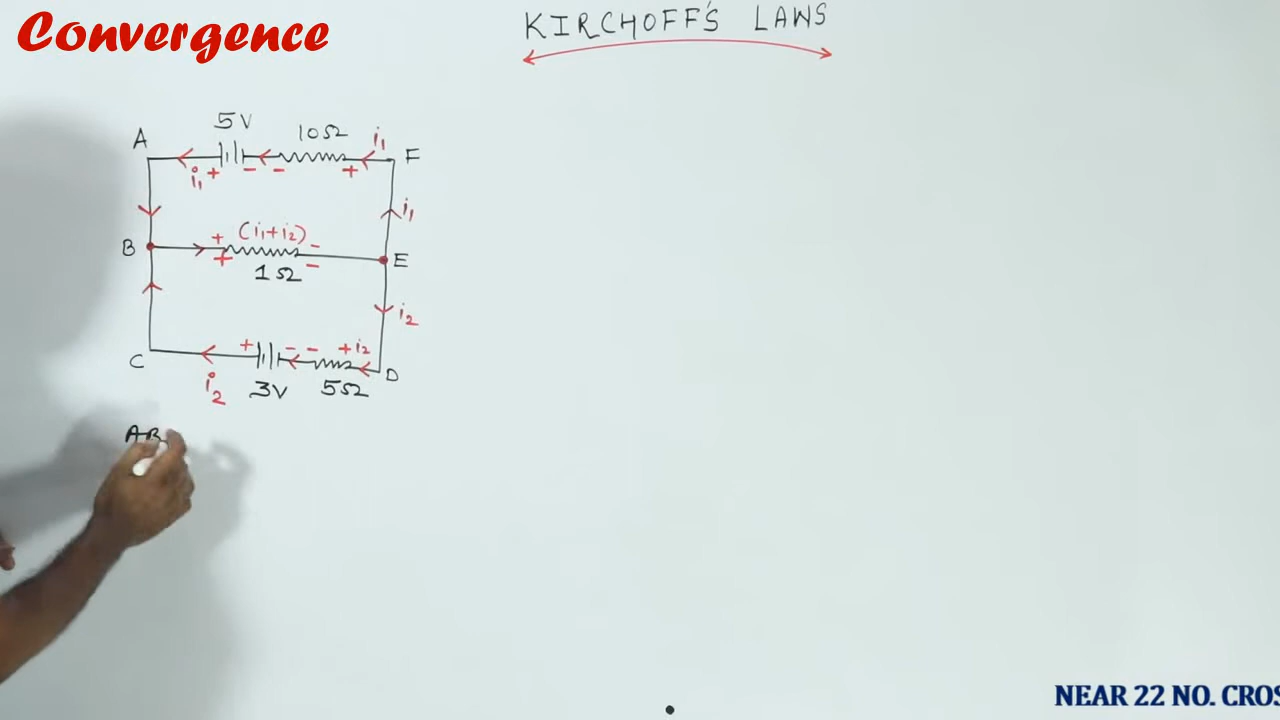 Convergence
KIRCHOFF'S LAWS
5V
10Ω
i₁
A
F
+ − − +
i₁
i₁
(i₁+i₂)
B
+ −
E
+ −
1Ω
i₂
+ − − + i₂
C
D
i₂
3V
5Ω
AB
NEAR 22 NO. CROS